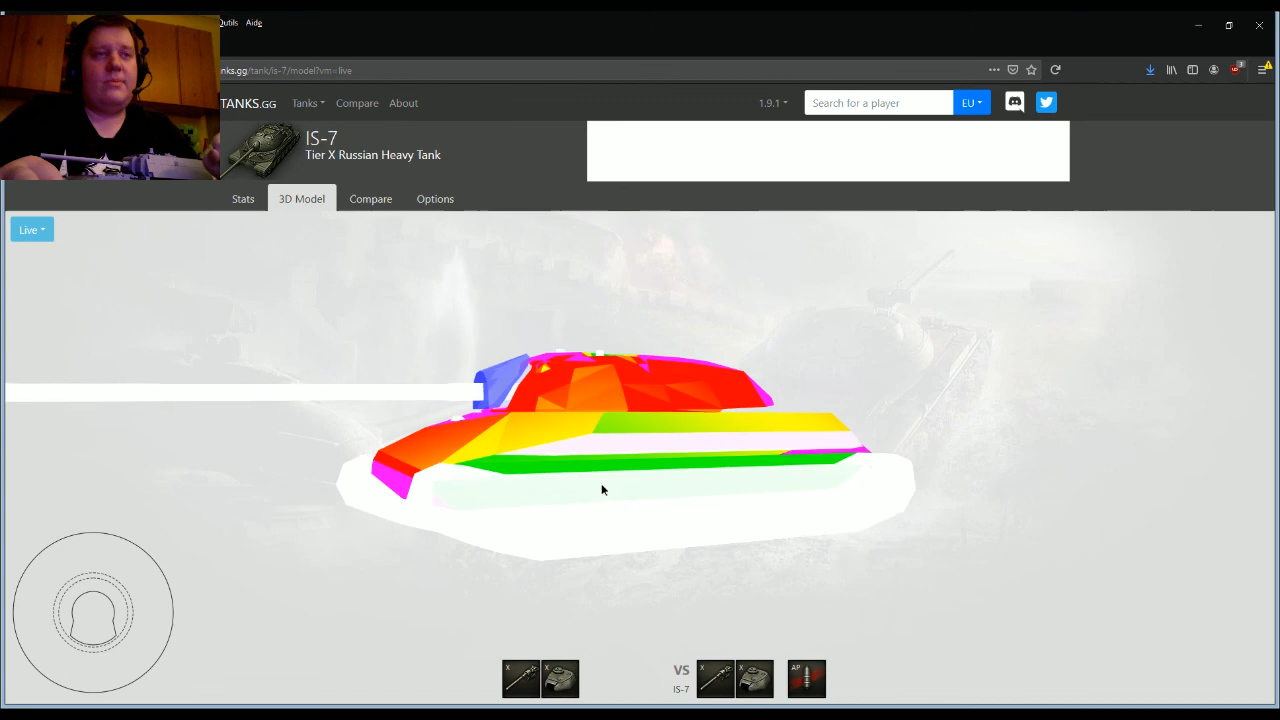 Outils Aide
nks.gg/tank/is-7/model?vm=live
TANKS.GG Tanks Compare About 1.9.1 Search for a player EU
IS-7
Tier X Russian Heavy Tank
Stats 3D Model Compare Options
Live
X X VS X X AP
IS-7